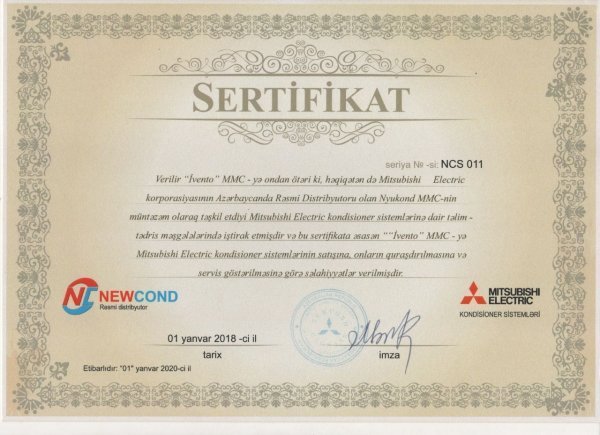 SERTİFİKAT
seriya № -si: NCS 011
Verilir "İvento" MMC - yə ondan ötəri ki, həqiqətən də Mitsubishi Electric
korporasiyasının Azərbaycanda Rəsmi Distribyutoru olan Nyukond MMC-nin
müntəzəm olaraq təşkil etdiyi Mitsubishi Electric kondisioner sistemlərinə dair təlim -
tədris məşgələlərində iştirak etmişdir və bu sertifikata əsasən ""İvento" MMC - yə
Mitsubishi Electric kondisioner sistemlərinin satışına, onların quraşdırılmasına və
servis göstərilməsinə görə səlahiyyətlər verilmişdir.
NEWCOND
Rəsmi distribyutor
MITSUBISHI
ELECTRIC
KONDİSİONER SİSTEMLƏRİ
01 yanvar 2018 -ci il
tarix
imza
Etibarlıdır: "01" yanvar 2020-ci il